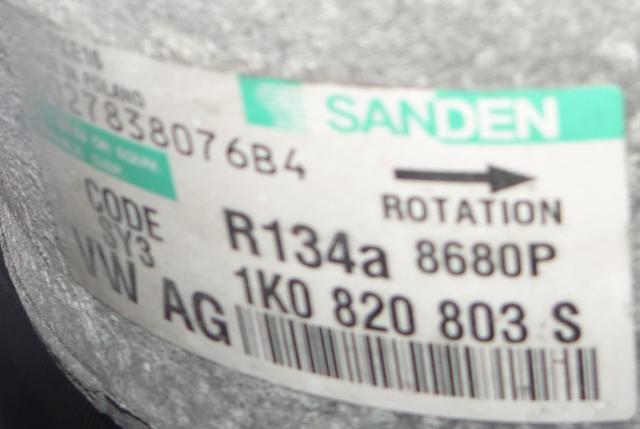 SANDEN
POLAND
27838076B4
ROTATION
CODE
SY3
R134a 8680P
VW AG
1K0 820 803 S